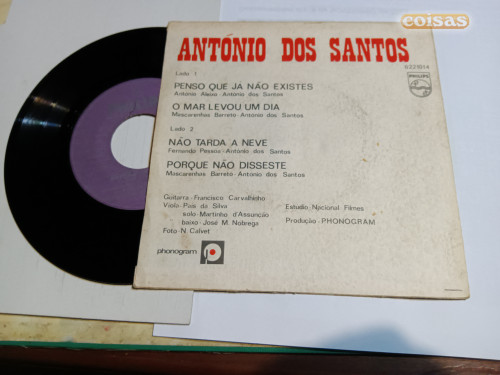 coisas
ANTONIO DOS SANTOS
6221014
PHILIPS
Lado 1
PENSO QUE JA NÃO EXISTES
Antonio Aleixo - Antonio dos Santos
O MAR LEVOU UM DIA
Mascarenhas Barreto - Antonio dos Santos
Lado 2
NÃO TARDA A NEVE
Fernando Pessoa - António dos Santos
PORQUE NÃO DISSESTE
Mascarenhas Barreto - Antonio dos Santos
Guitarra - Francisco Carvalhinho
Viola - Pais da Silva
solo - Martinho d'Assunção
baixo - José M. Nobrega
Foto - N. Calvet
Estudio - Nacional Filmes
Produção - PHONOGRAM
phonogram